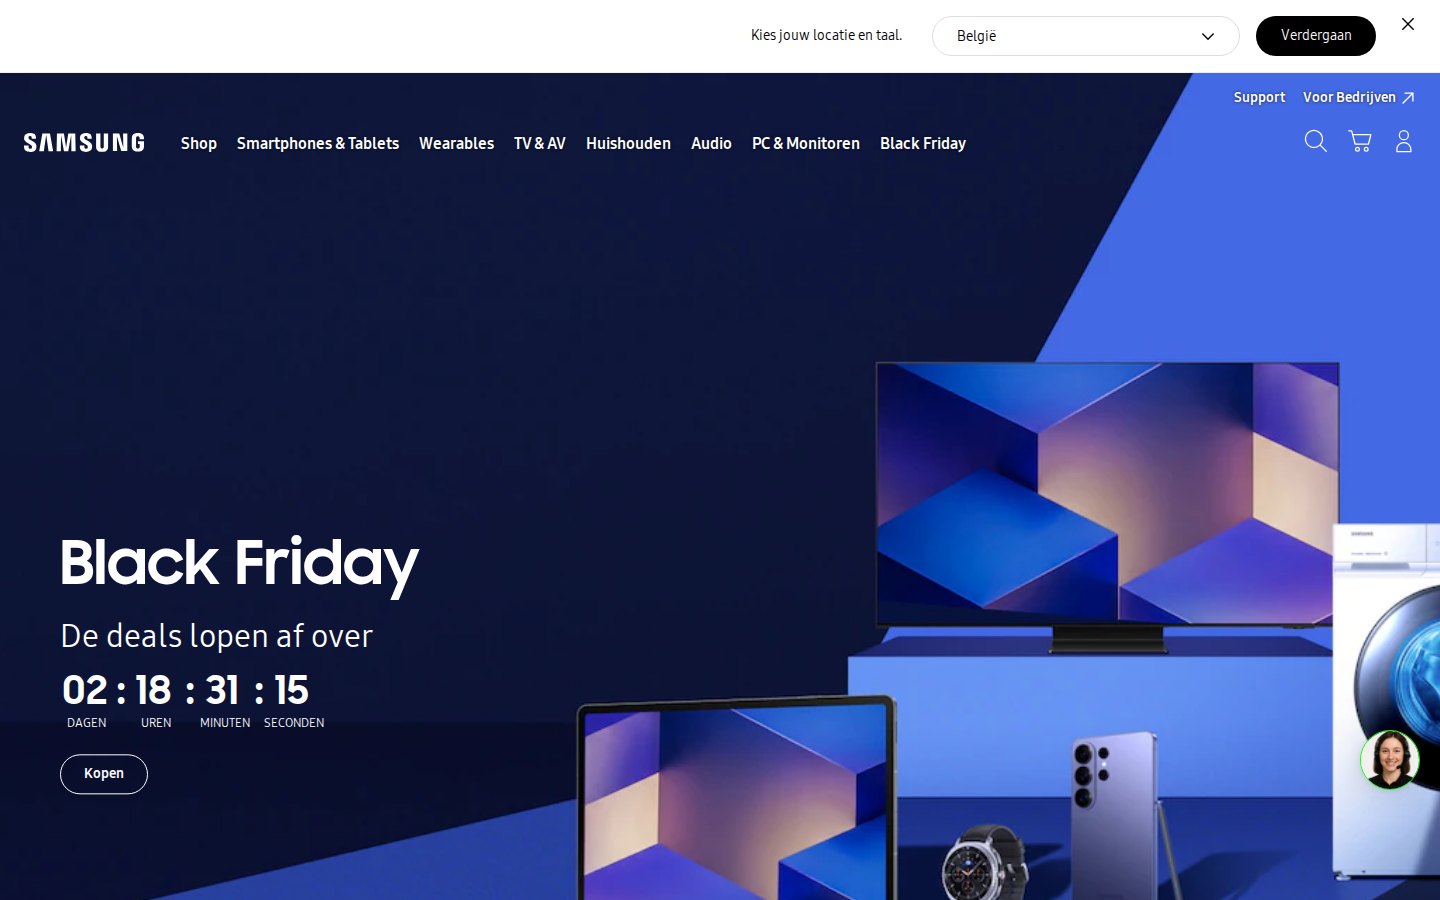 Kies jouw locatie en taal.
België
Verdergaan
Support
Voor Bedrijven
SAMSUNG
Shop
Smartphones & Tablets
Wearables
TV & AV
Huishouden
Audio
PC & Monitoren
Black Friday
Black Friday
De deals lopen af over
02 : 18 : 31 : 15
DAGEN UREN MINUTEN SECONDEN
Kopen
SAMSUNG